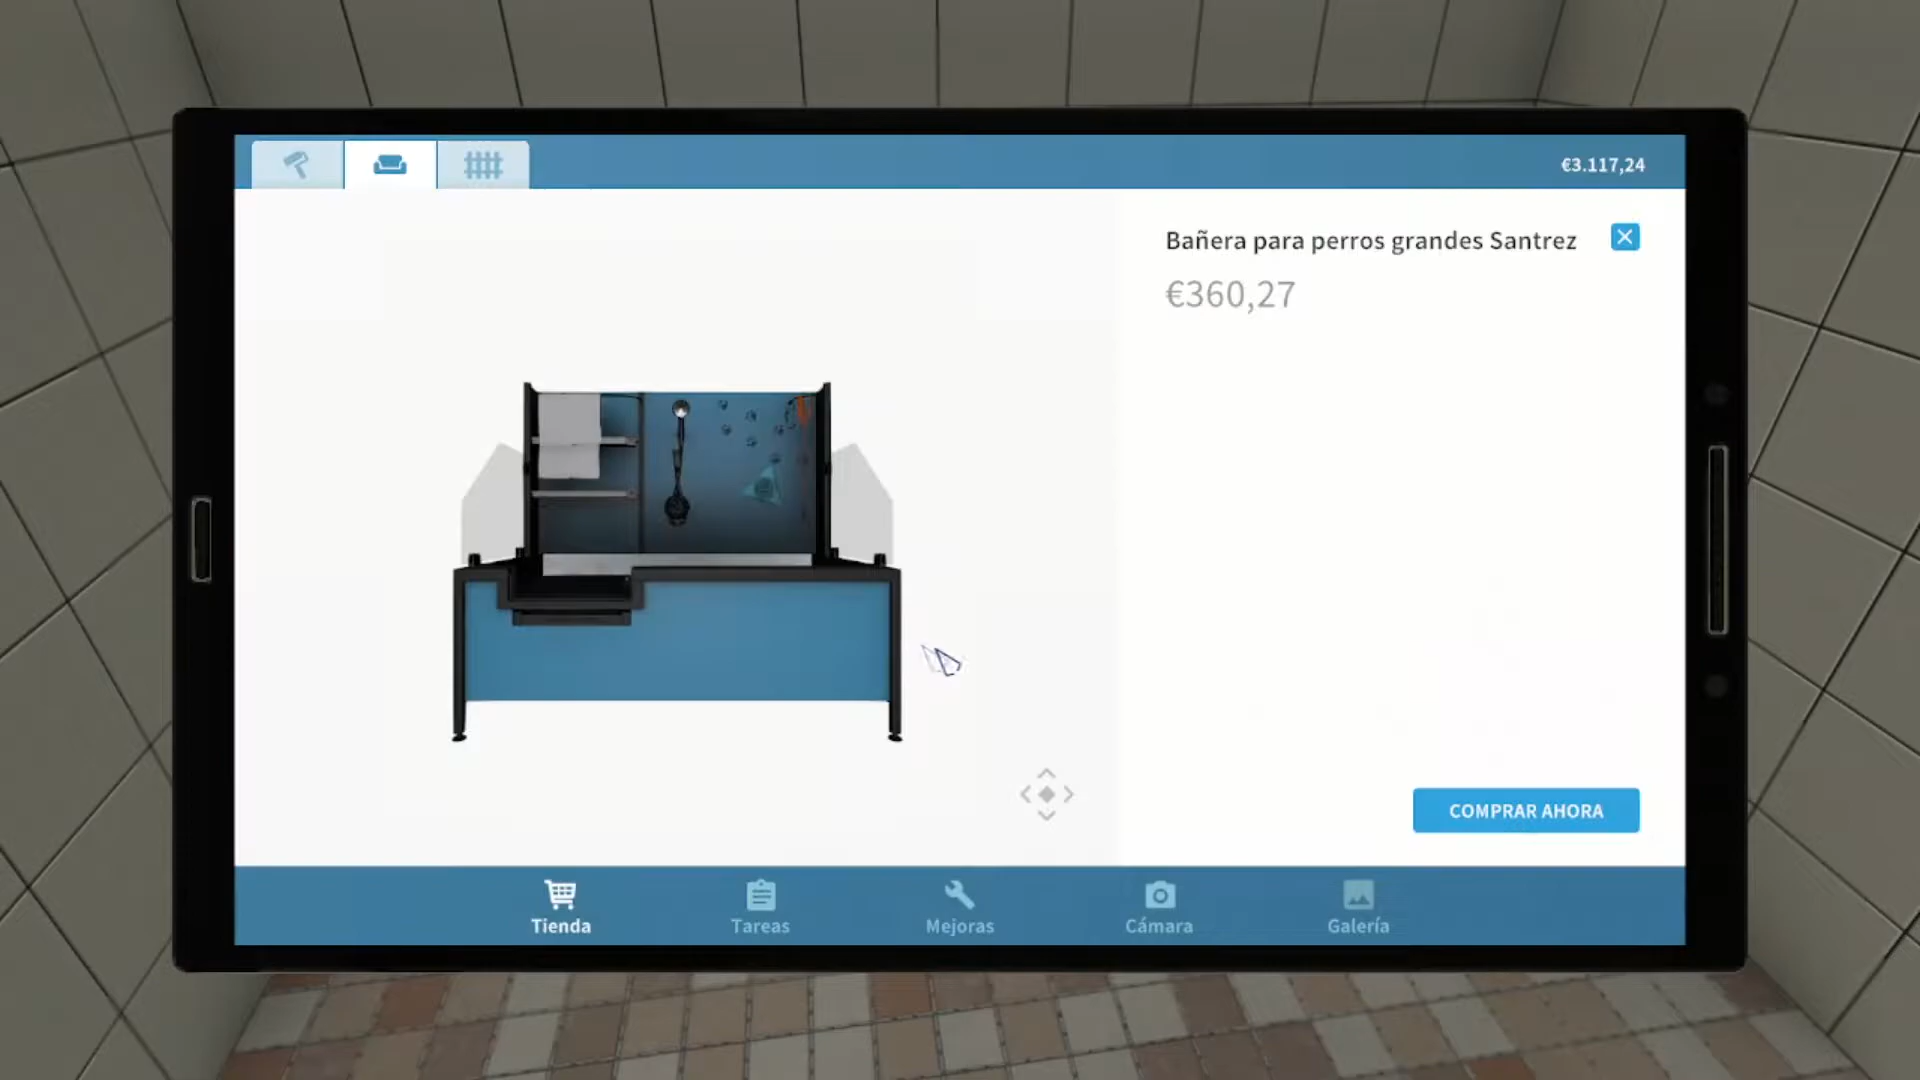 €3.117,24
Bañera para perros grandes Santrez
€360,27
COMPRAR AHORA
Tienda
Tareas
Mejoras
Cámara
Galería